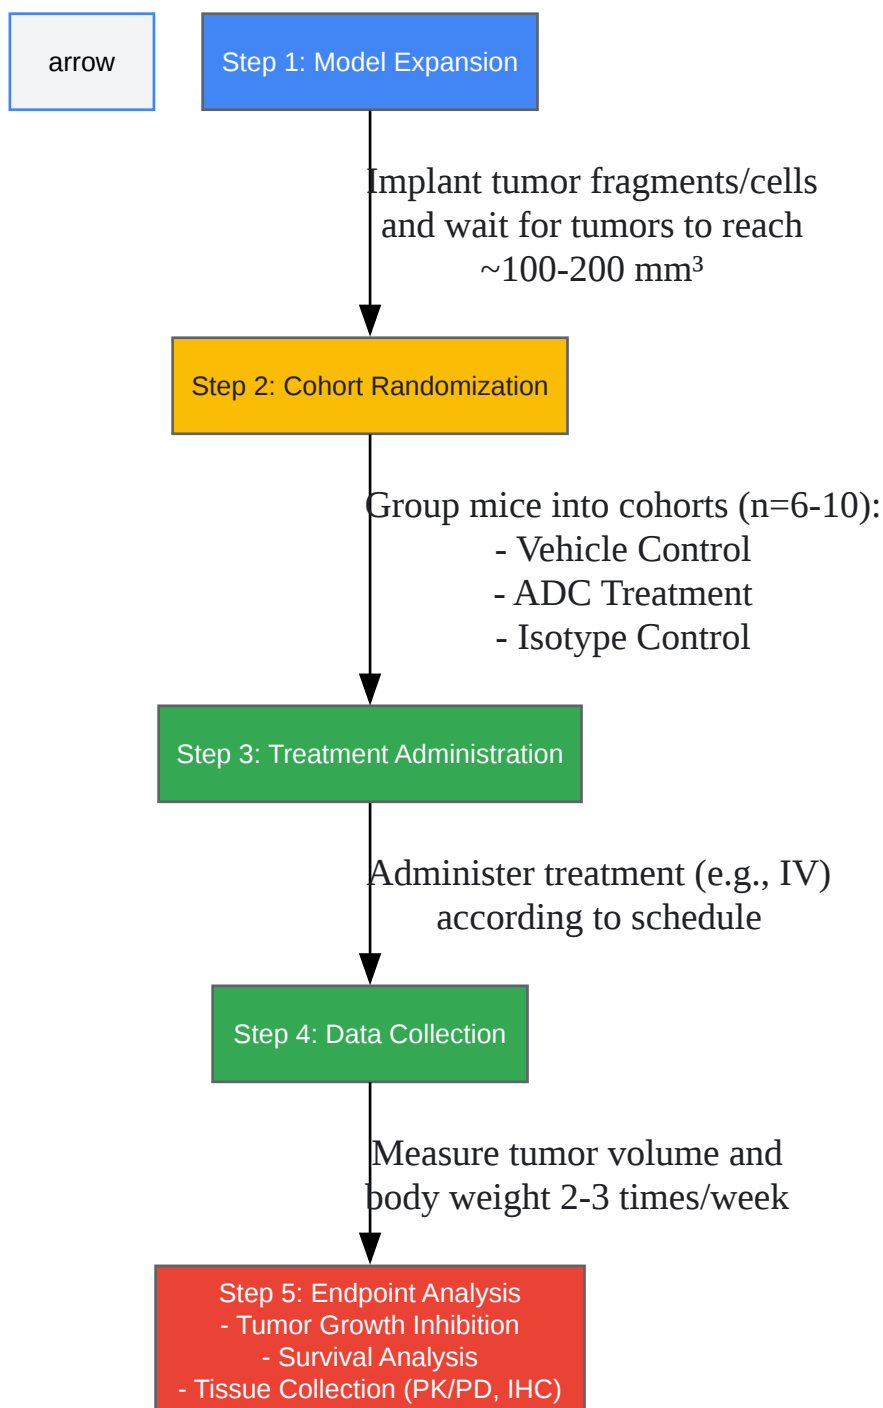 arrow
Step 1: Model Expansion
Implant tumor fragments/cells
and wait for tumors to reach
~100-200 mm³
Step 2: Cohort Randomization
Group mice into cohorts (n=6-10):
- Vehicle Control
- ADC Treatment
- Isotype Control
Step 3: Treatment Administration
Administer treatment (e.g., IV)
according to schedule
Step 4: Data Collection
Measure tumor volume and
body weight 2-3 times/week
Step 5: Endpoint Analysis
- Tumor Growth Inhibition
- Survival Analysis
- Tissue Collection (PK/PD, IHC)